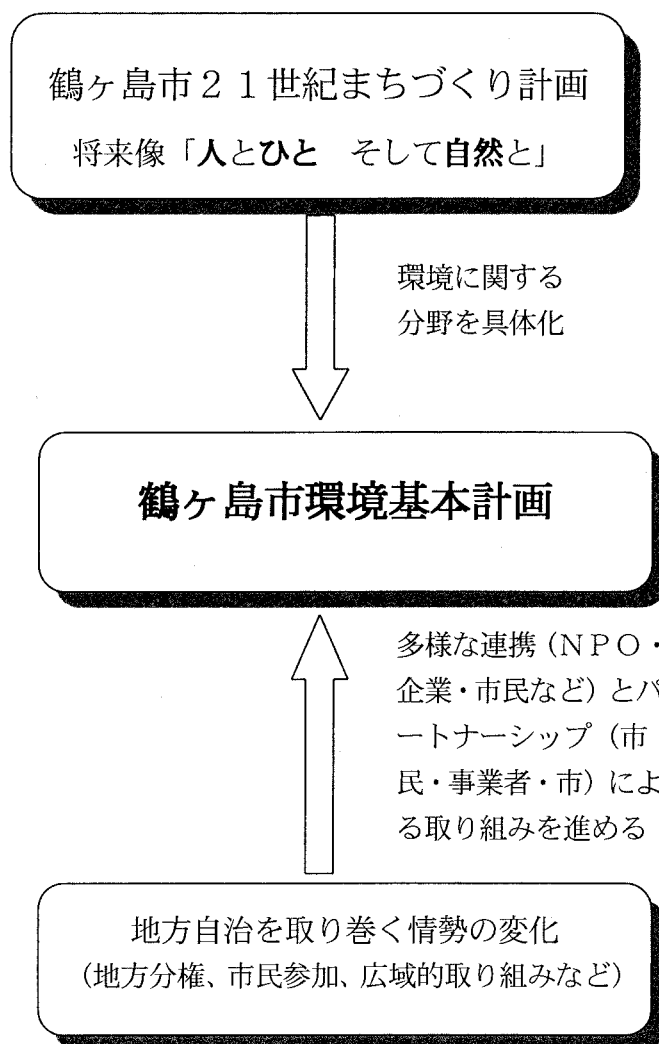 鶴ヶ島市２１世紀まちづくり計画
将来像「人とひと　そして自然と」
環境に関する
分野を具体化
鶴ヶ島市環境基本計画
多様な連携（ＮＰＯ・
企業・市民など）とパ
ートナーシップ（市
民・事業者・市）によ
る取り組みを進める
地方自治を取り巻く情勢の変化
（地方分権、市民参加、広域的取り組みなど）